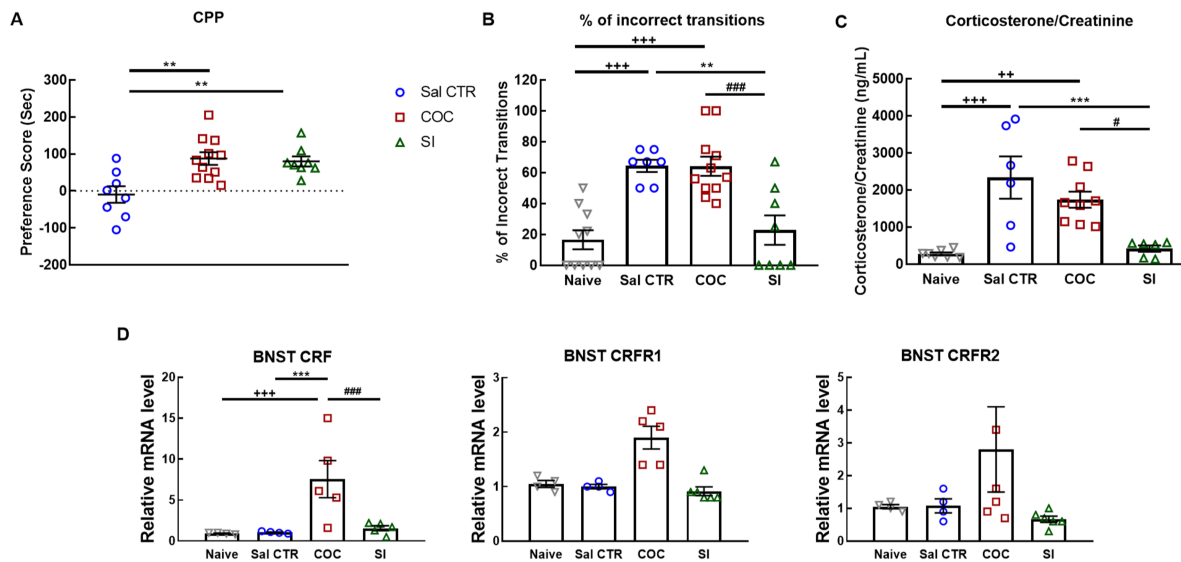 A
CPP
Preference Score (Sec)
300
200
100
0
-100
-200
**
**
Sal CTR
COC
SI
B
% of incorrect transitions
% of Incorrect Transitions
120
100
80
60
40
20
0
+++
+++
**
###
Naive Sal CTR COC SI
C
Corticosterone/Creatinine
Corticosterone/Creatinine (ng/mL)
5000
4000
3000
2000
1000
0
++
+++
***
#
Naive Sal CTR COC SI
D
BNST CRF
Relative mRNA level
20
15
10
5
0
***
+++
###
Naive Sal CTR COC SI
BNST CRFR1
Relative mRNA level
3
2
1
0
Naive Sal CTR COC SI
BNST CRFR2
Relative mRNA level
5
4
3
2
1
0
Naive Sal CTR COC SI